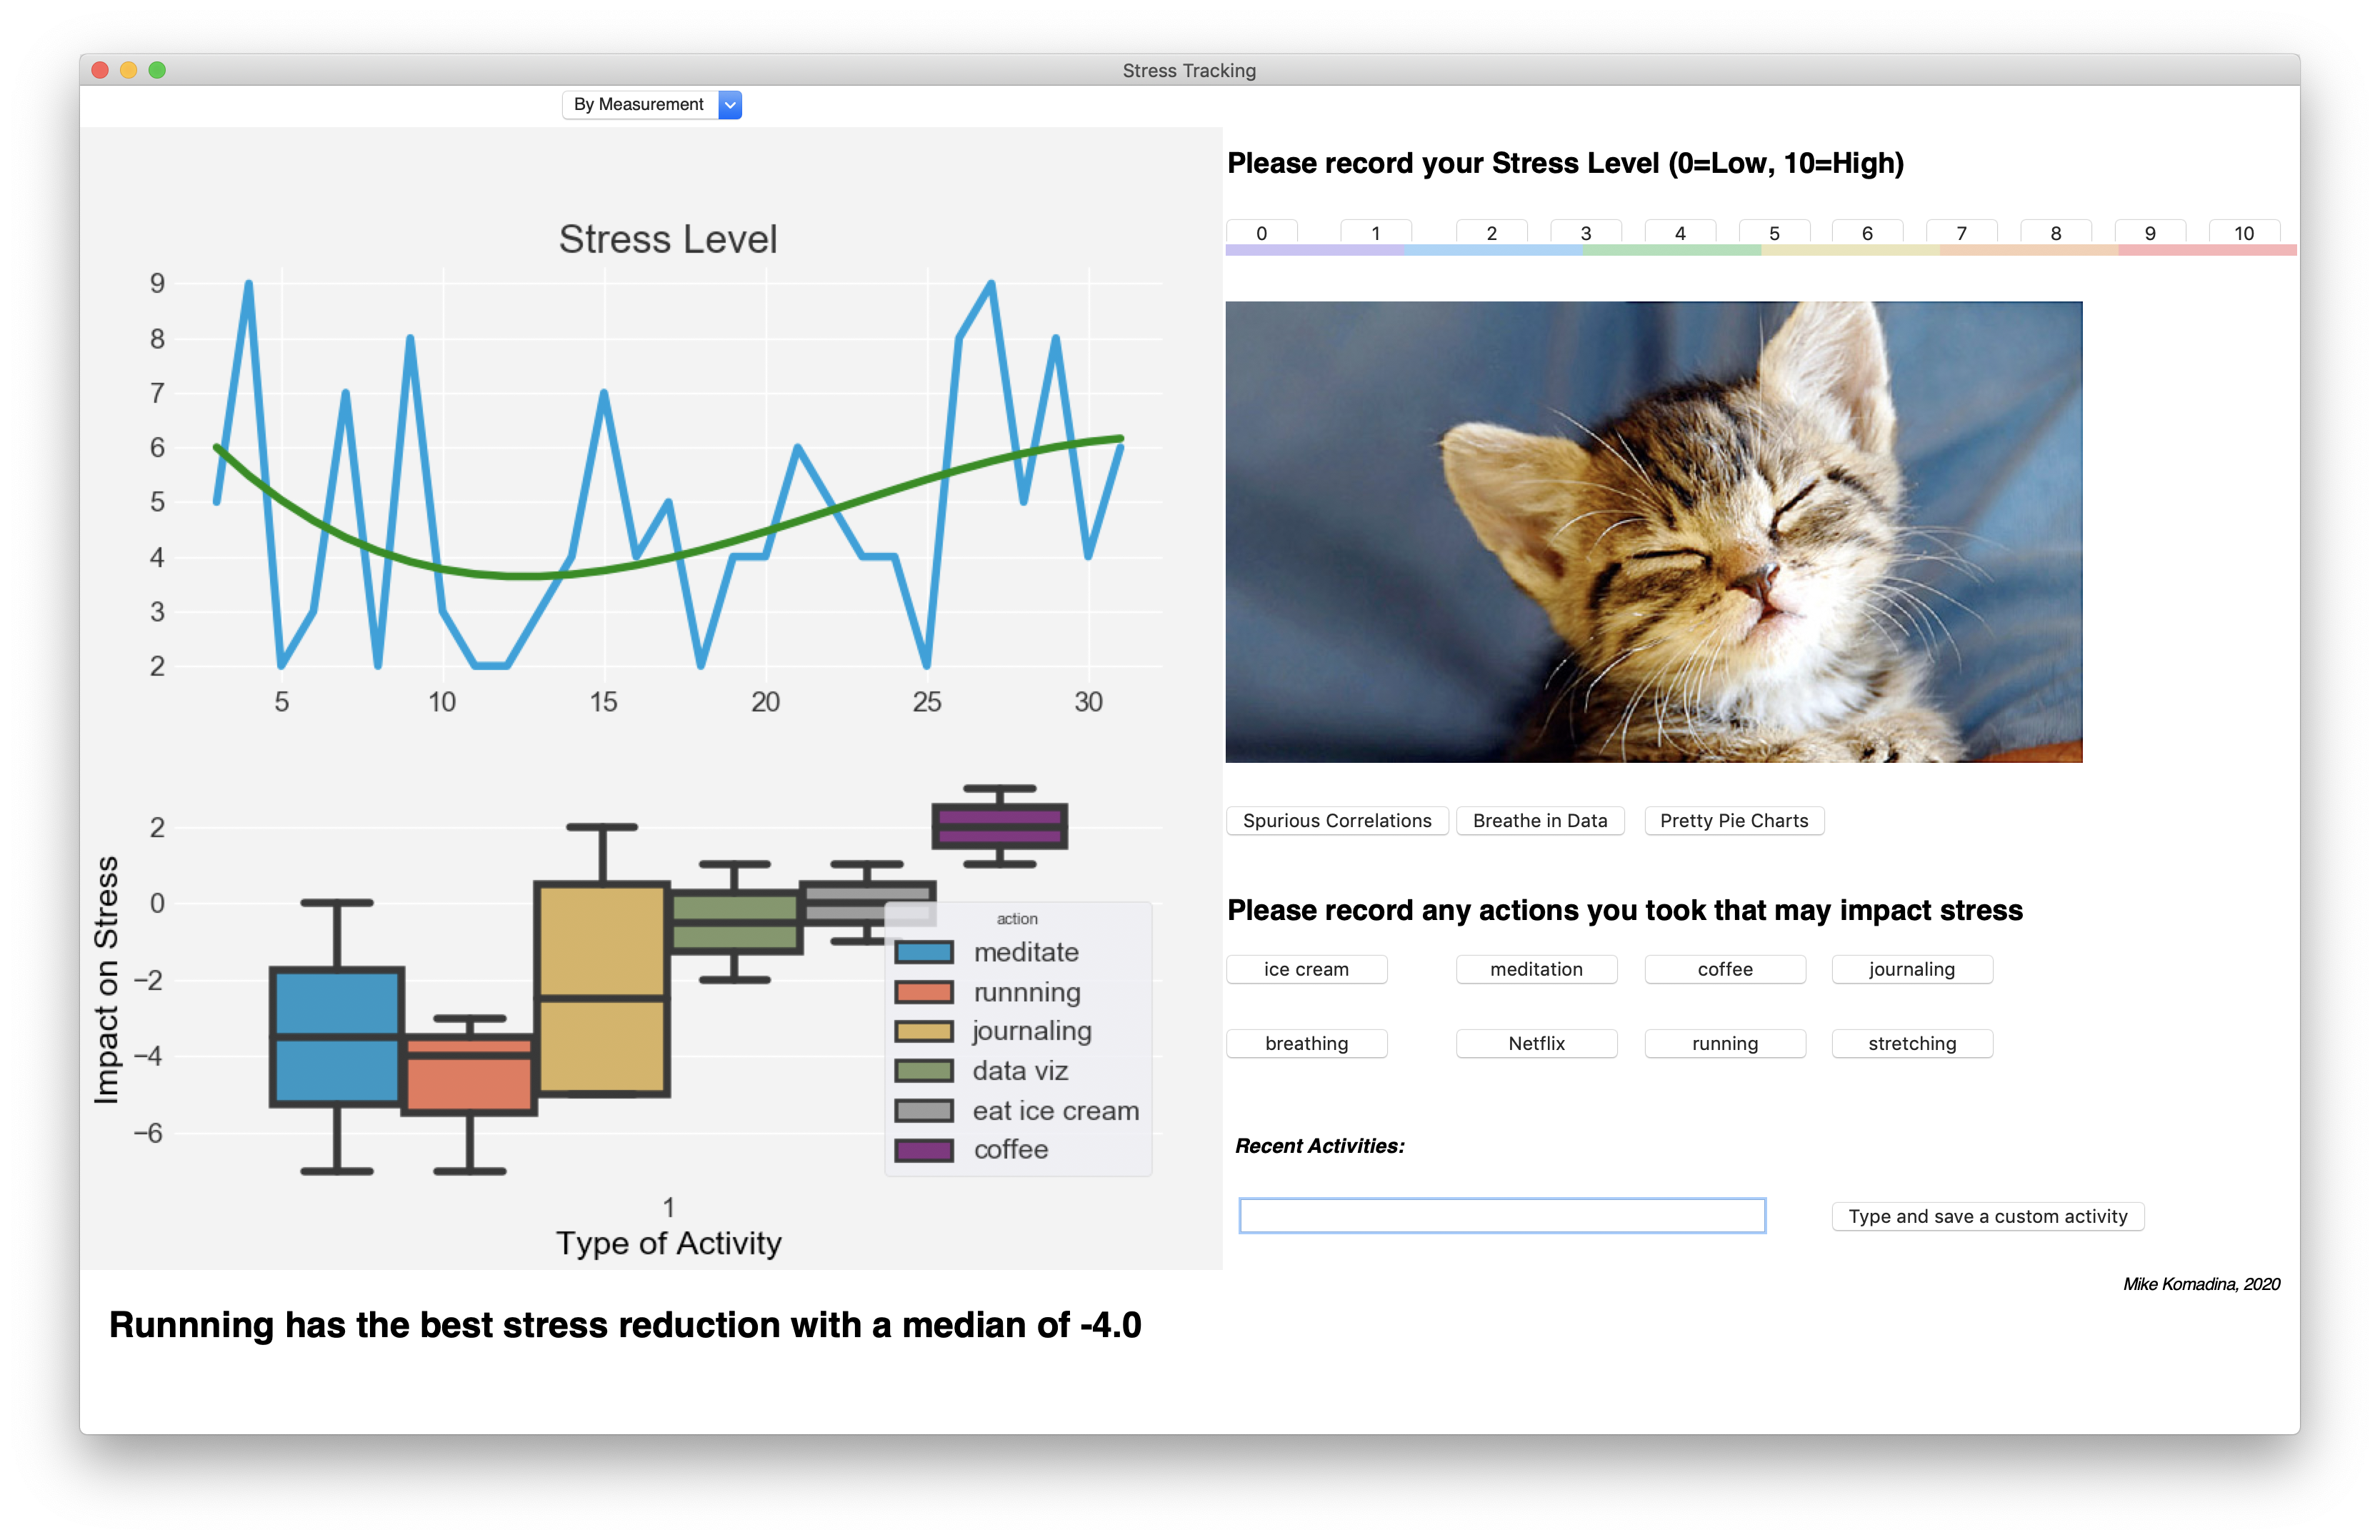 Stress Tracking
By Measurement
Stress Level
9
8
7
6
5
4
3
2
5 10 15 20 25 30
2
0
−2
−4
−6
Impact on Stress
action
meditate
runnning
journaling
data viz
eat ice cream
coffee
1
Type of Activity
Runnning has the best stress reduction with a median of -4.0
Please record your Stress Level (0=Low, 10=High)
0 1 2 3 4 5 6 7 8 9 10
Spurious Correlations Breathe in Data Pretty Pie Charts
Please record any actions you took that may impact stress
ice cream meditation coffee journaling
breathing Netflix running stretching
Recent Activities:
Type and save a custom activity
Mike Komadina, 2020